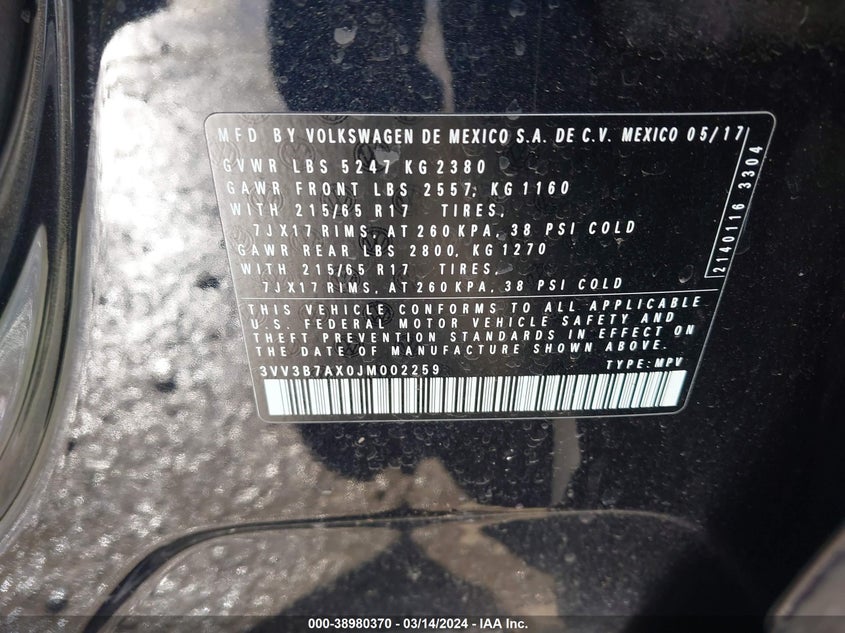 MFD BY VOLKSWAGEN DE MEXICO S.A. DE C.V. MEXICO 05/17
GVWR LBS 5247 KG 2380
GAWR FRONT LBS 2557; KG 1160
WITH 215/65 R17 TIRES,
7JX17 RIMS, AT 260 KPA, 38 PSI COLD
GAWR REAR LBS 2800, KG 1270
WITH 215/65 R17 TIRES,
7JX17 RIMS, AT 260 KPA, 38 PSI COLD
2140116 3304
THIS VEHICLE CONFORMS TO ALL APPLICABLE
U.S. FEDERAL MOTOR VEHICLE SAFETY AND
THEFT PREVENTION STANDARDS IN EFFECT ON
THE DATE OF MANUFACTURE SHOWN ABOVE.
3VV3B7AX0JM002259 TYPE: MPV
000-38980370 - 03/14/2024 - IAA Inc.